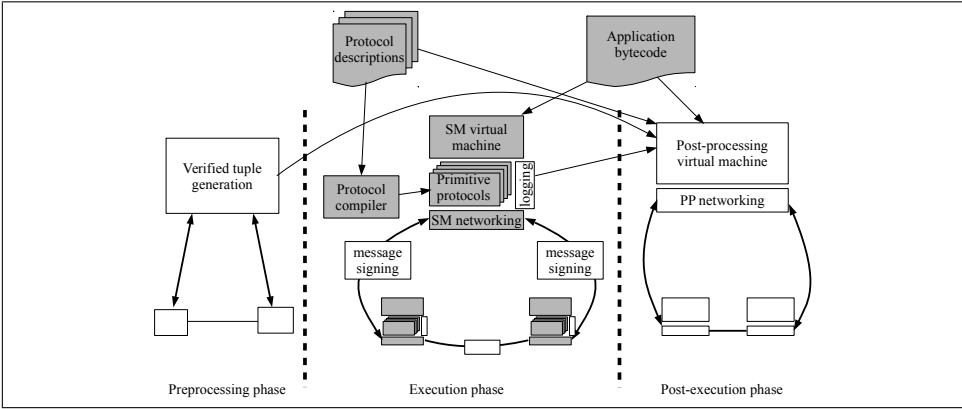 Protocol
descriptions
Application
bytecode
Verified tuple
generation
SM virtual
machine
Post-processing
virtual machine
Protocol
compiler
Primitive
protocols
logging
PP networking
SM networking
message
signing
message
signing
Preprocessing phase
Execution phase
Post-execution phase